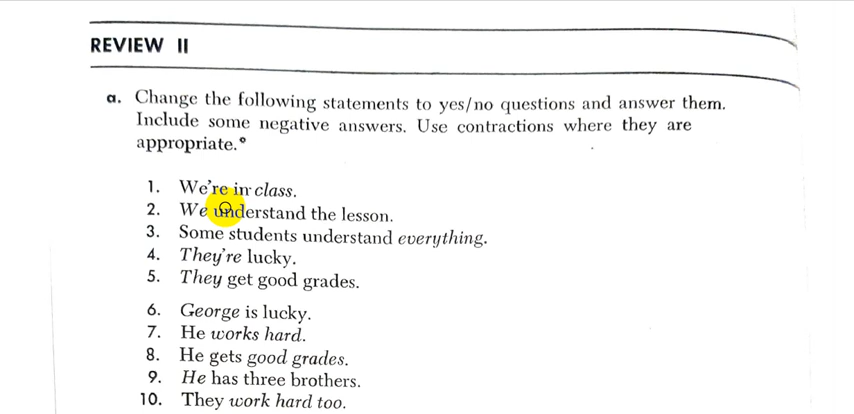 REVIEW II
a. Change the following statements to yes/no questions and answer them.
Include some negative answers. Use contractions where they are
appropriate.°
1. We're in class.
2. We understand the lesson.
3. Some students understand everything.
4. They're lucky.
5. They get good grades.
6. George is lucky.
7. He works hard.
8. He gets good grades.
9. He has three brothers.
10. They work hard too.